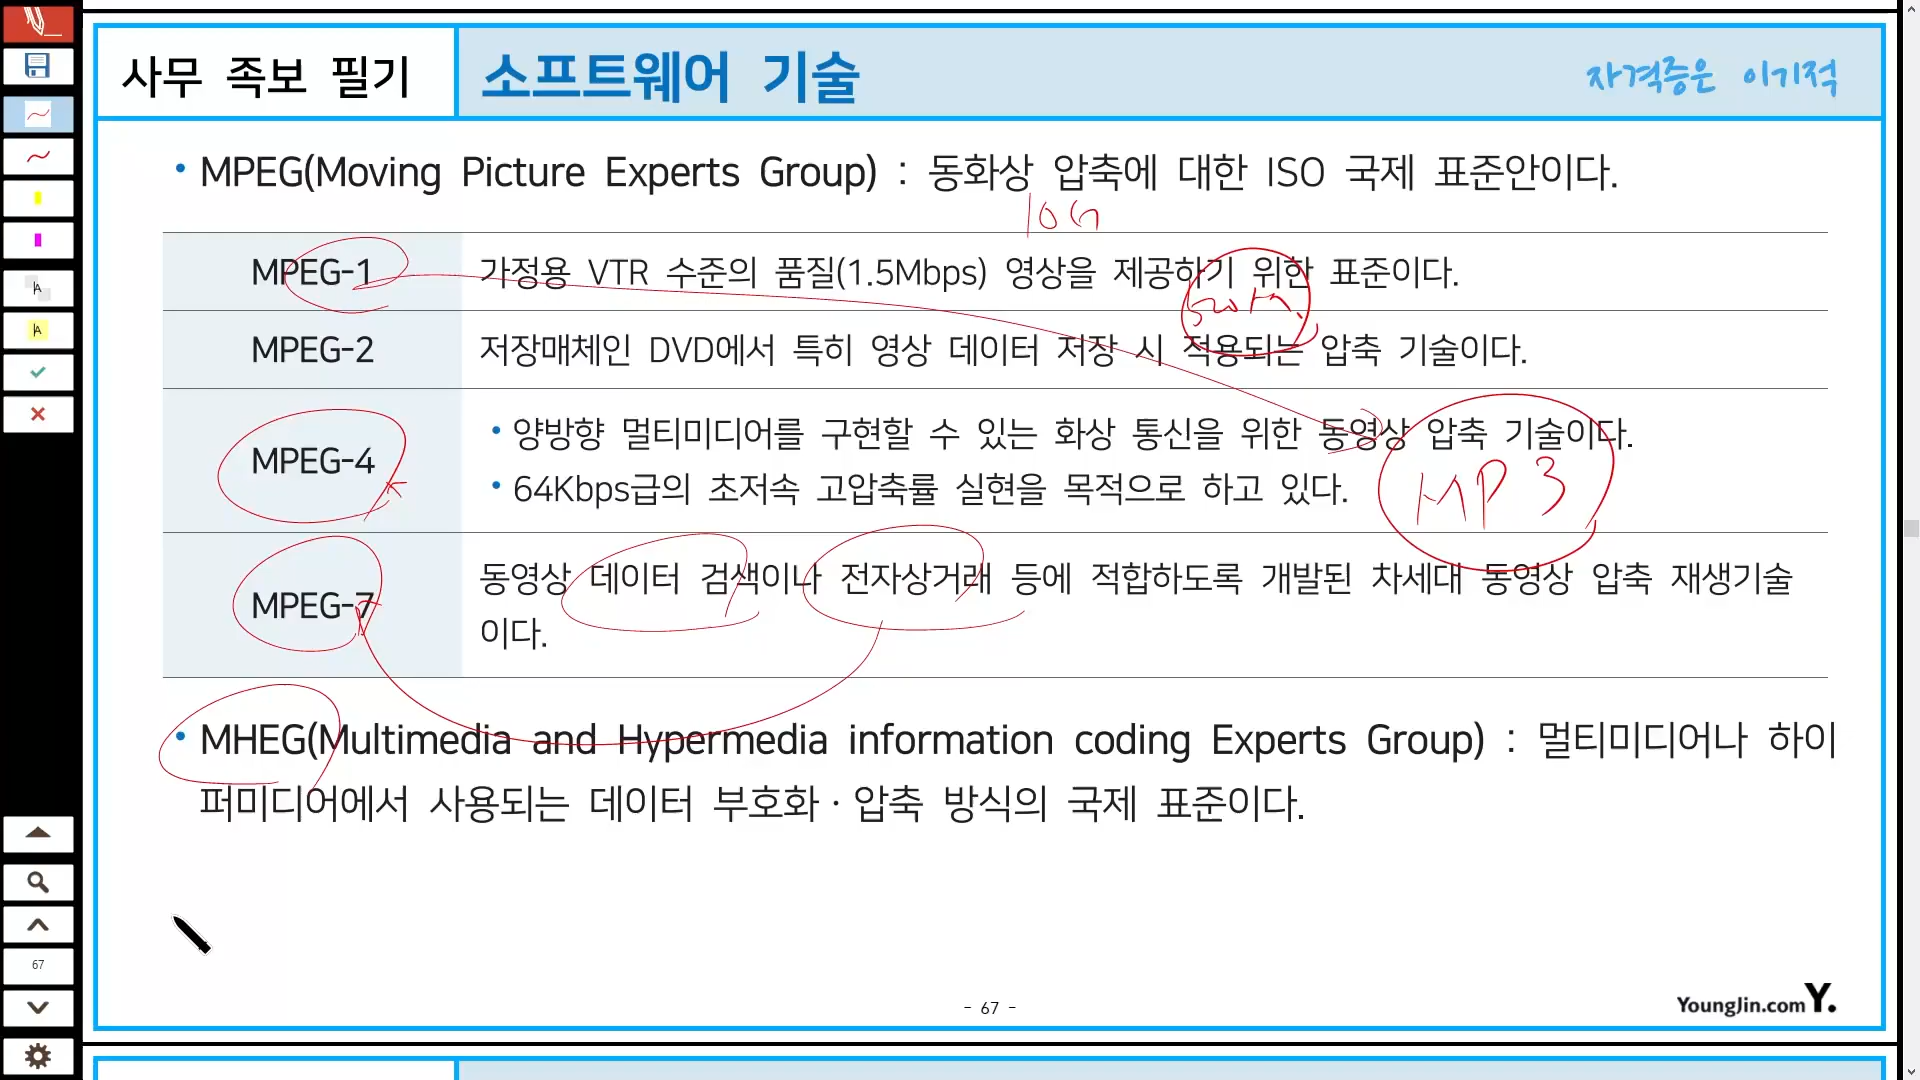 사무 족보 필기
소프트웨어 기술
자격증은 이기적
• MPEG(Moving Picture Experts Group) : 동화상 압축에 대한 ISO 국제 표준안이다.
10G
MPEG-1
가정용 VTR 수준의 품질(1.5Mbps) 영상을 제공하기 위한 표준이다.
MPEG-2
저장매체인 DVD에서 특히 영상 데이터 저장 시 적용되는 압축 기술이다.
MPEG-4
• 양방향 멀티미디어를 구현할 수 있는 화상 통신을 위한 동영상 압축 기술이다.
• 64Kbps급의 초저속 고압축률 실현을 목적으로 하고 있다.
MP3
MPEG-7
동영상 데이터 검색이나 전자상거래 등에 적합하도록 개발된 차세대 동영상 압축 재생기술
이다.
• MHEG(Multimedia and Hypermedia information coding Experts Group) : 멀티미디어나 하이
퍼미디어에서 사용되는 데이터 부호화 · 압축 방식의 국제 표준이다.
67
- 67 -
YoungJin.com Y.